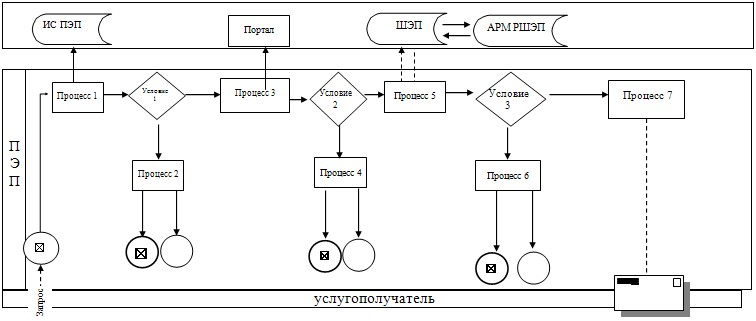 ИС ПЭП
Портал
ШЭП
АРМ РШЭП
ПЭП
Процесс 1
Условие
1
Процесс 3
Условие
2
Процесс 5
Условие
3
Процесс 7
Процесс 2
Процесс 4
Процесс 6
Запрос
услугополучатель